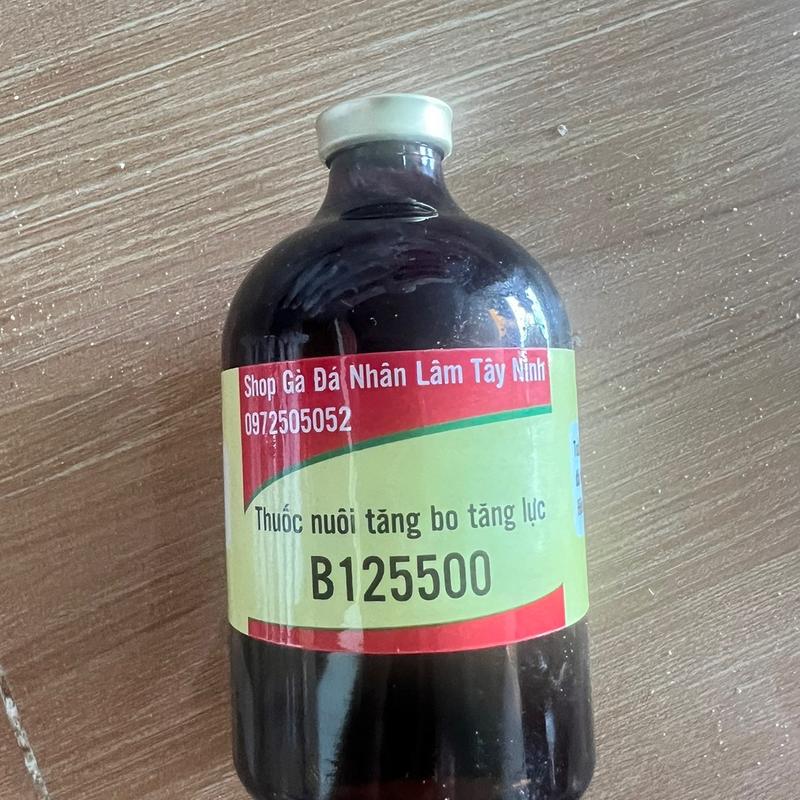 Shop Gà Đá Nhân Lâm Tây Ninh
0972505052
Thuốc nuôi tăng bo tăng lực
B125500